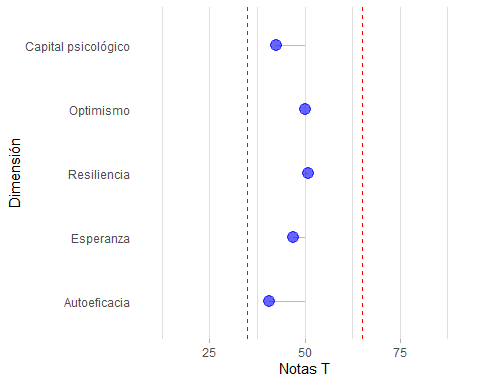 Capital psicológico
Optimismo
Resiliencia
Esperanza
Autoeficacia
Dimensión
25 50 75
Notas T